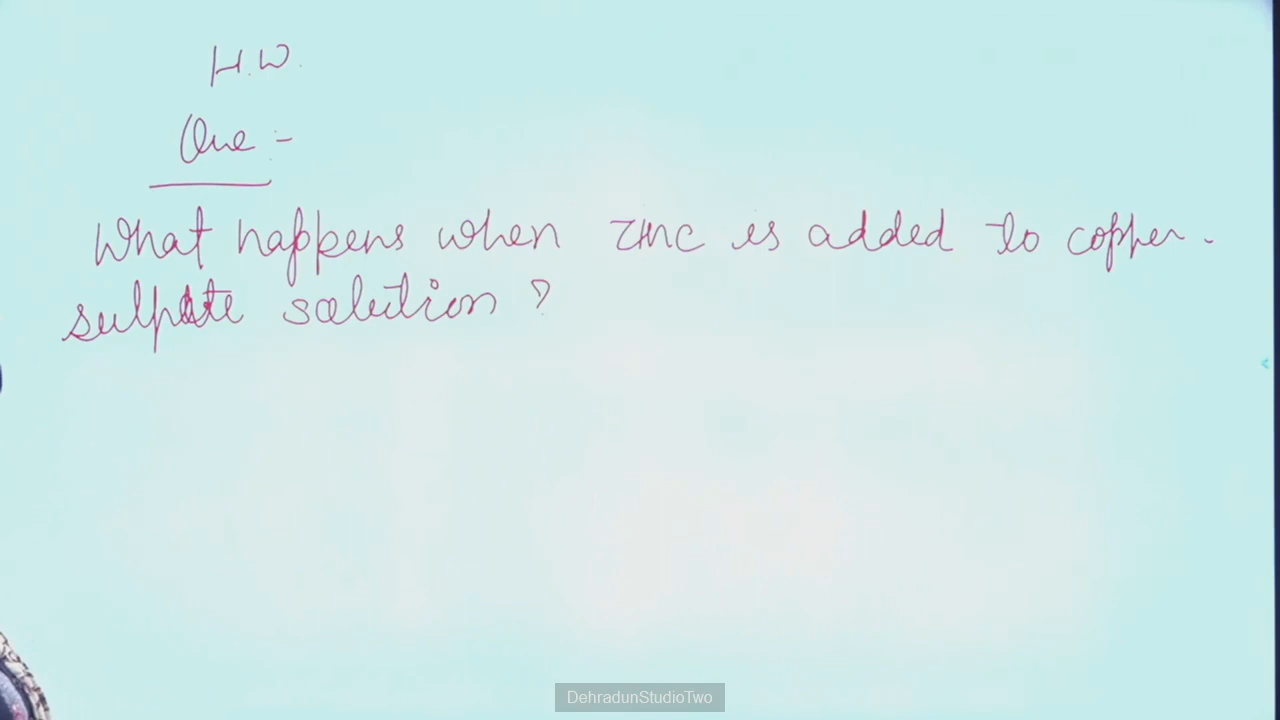 H.W.
Que :-
What happens when zinc is added to copper.
sulphate solution ?
DehradunStudioTwo